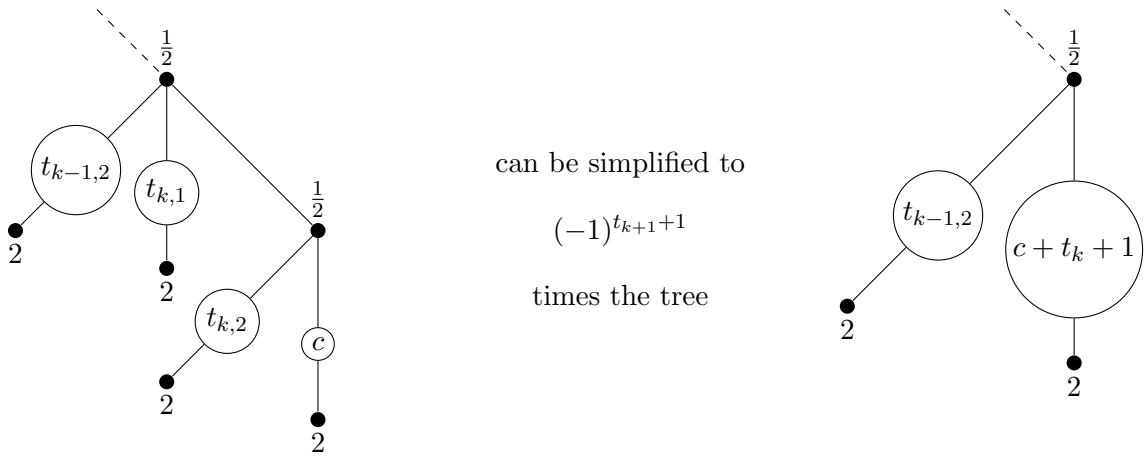 1/2
t_{k-1,2}
t_{k,1}
2
2
1/2
t_{k,2}
c
2
2
can be simplified to
(−1)^{t_{k+1}+1}
times the tree
1/2
t_{k−1,2}
c + t_k + 1
2
2